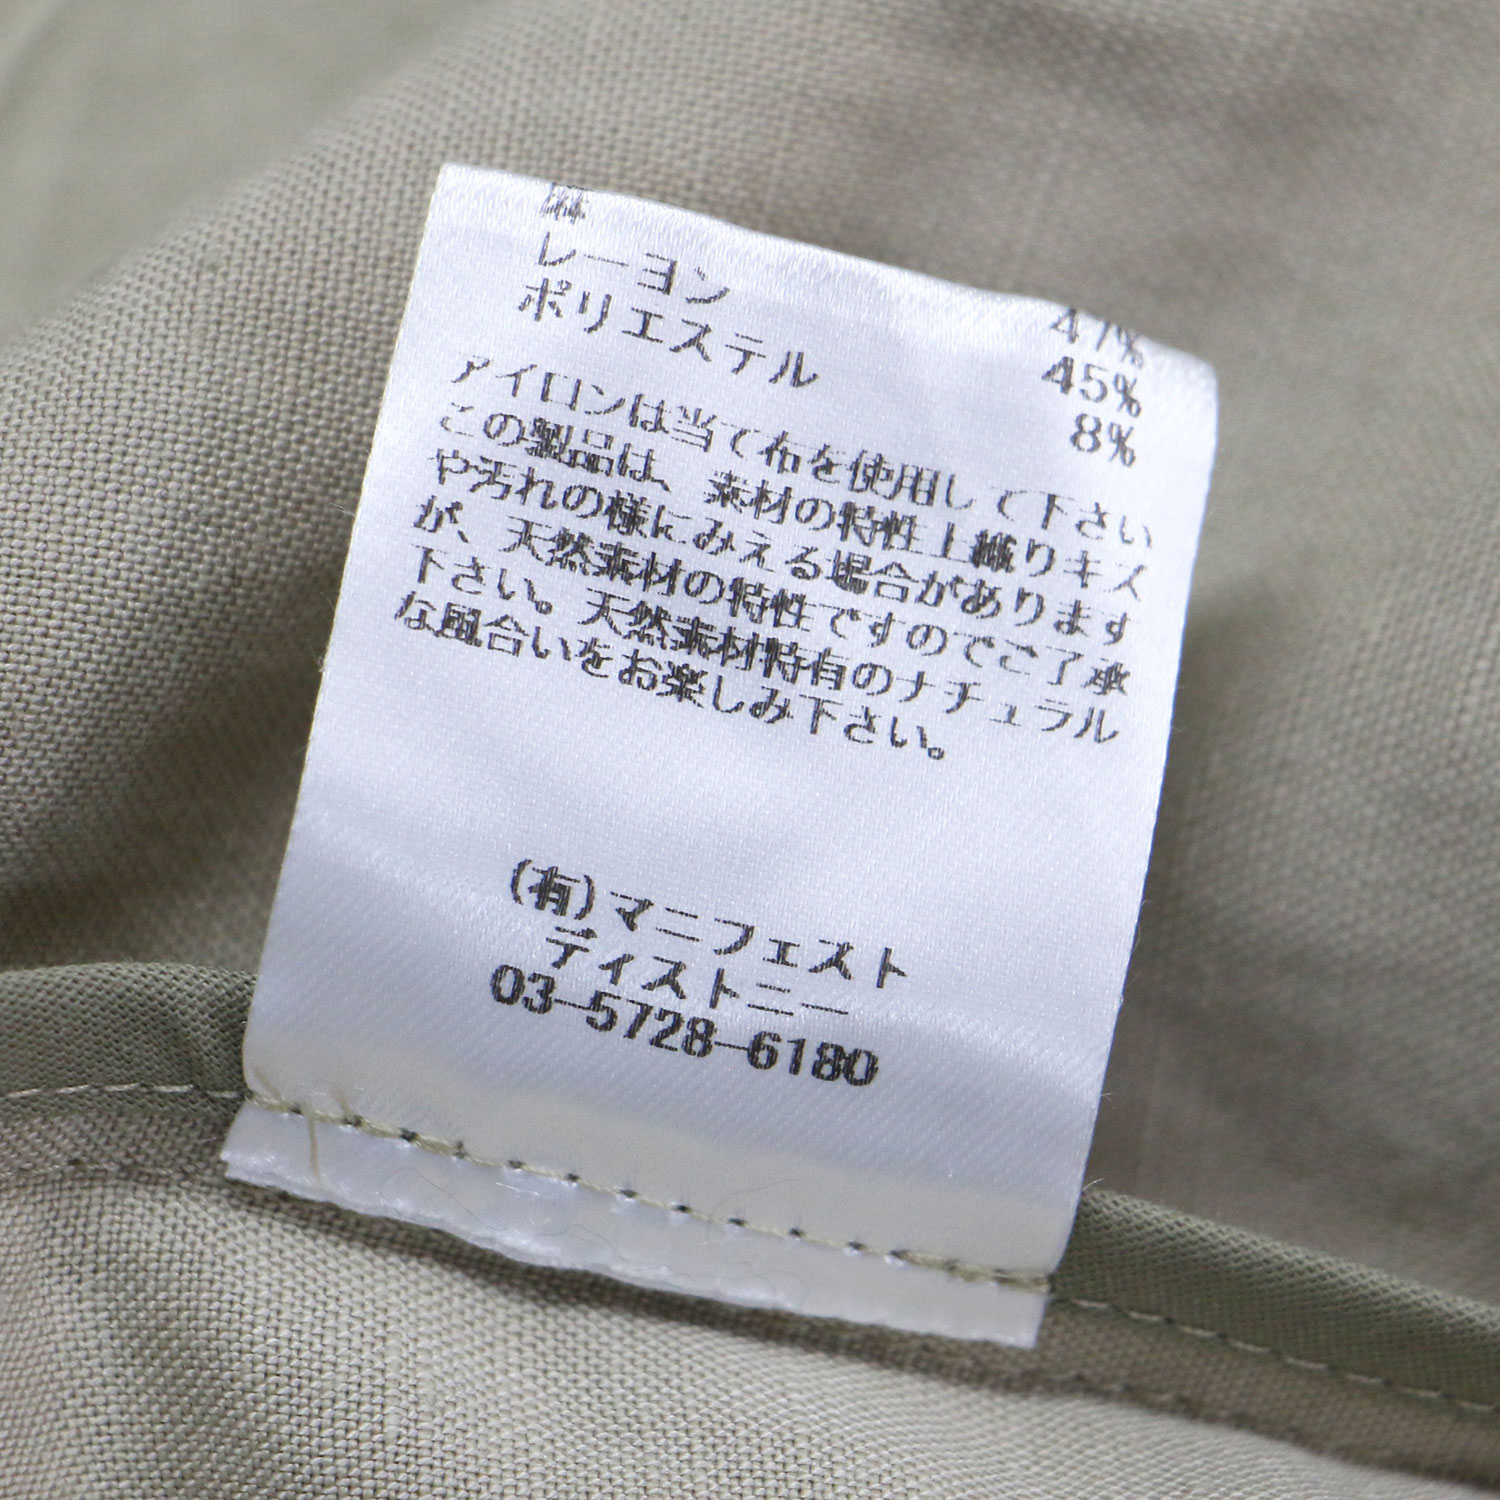 麻 47%
レーヨン 45%
ポリエステル 8%
アイロンは当て布を使用して下さい
この製品は、素材の特性上織りキズ
や汚れの様にみえる場合があります
が、天然素材の特性ですのでご了承
下さい。天然素材特有のナチュラル
な風合いをお楽しみ下さい。
(有)マニフェスト
ディストニー
03-5728-6180